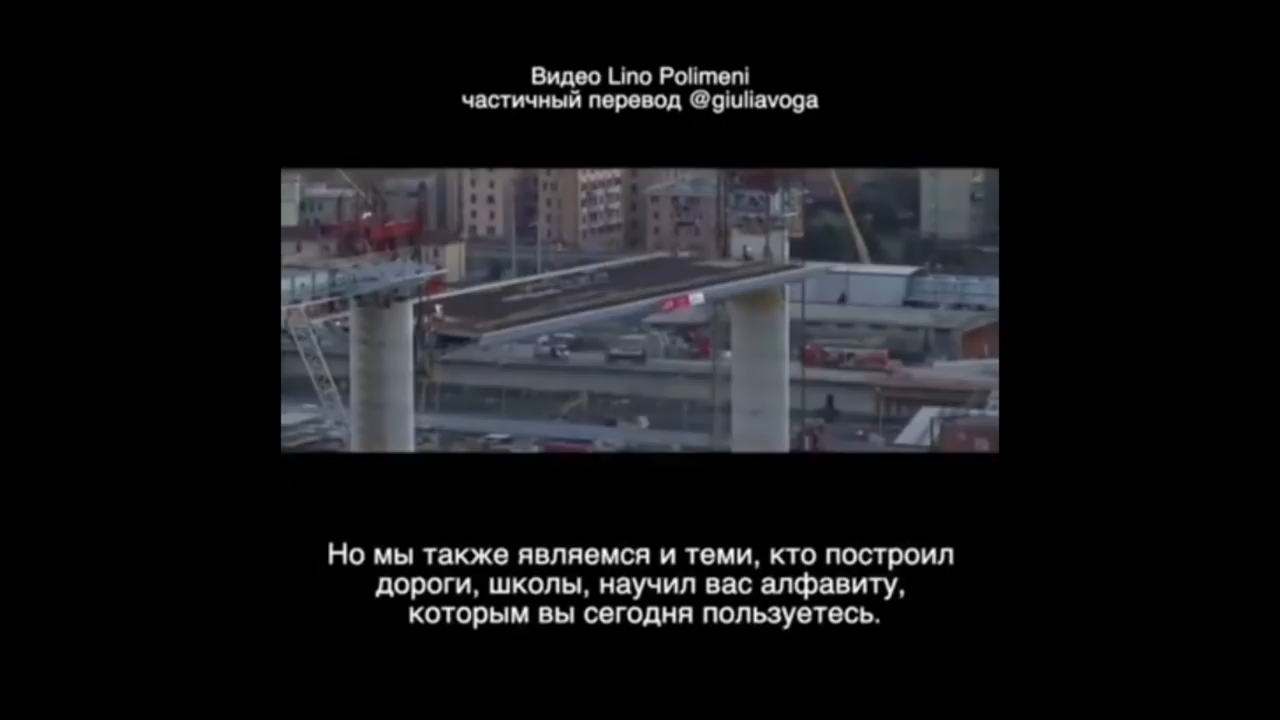 Видео Lino Polimeni
частичный перевод @giuliavoga
Но мы также являемся и теми, кто построил
дороги, школы, научил вас алфавиту,
которым вы сегодня пользуетесь.